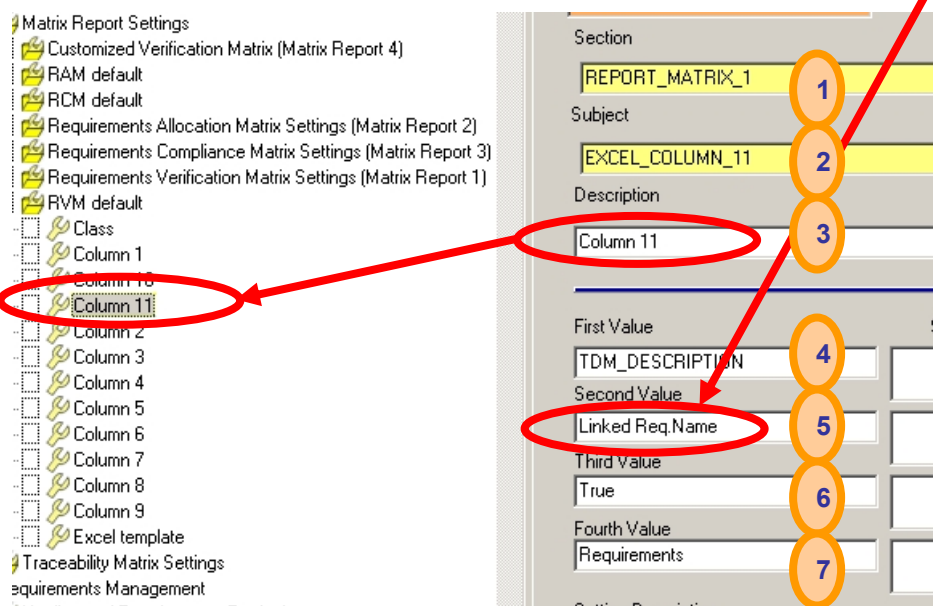 Matrix Report Settings
Customized Verification Matrix (Matrix Report 4)
RAM default
RCM default
Requirements Allocation Matrix Settings (Matrix Report 2)
Requirements Compliance Matrix Settings (Matrix Report 3)
Requirements Verification Matrix Settings (Matrix Report 1)
RVM default
Class
Column 1
Column 10
Column 11
Column 2
Column 3
Column 4
Column 5
Column 6
Column 7
Column 8
Column 9
Excel template
Traceability Matrix Settings
equirements Management
Section
REPORT_MATRIX_1
1
Subject
EXCEL_COLUMN_11
2
Description
Column 11
3
First Value
TDM_DESCRIPTION
4
Second Value
Linked Req.Name
5
Third Value
True
6
Fourth Value
Requirements
7